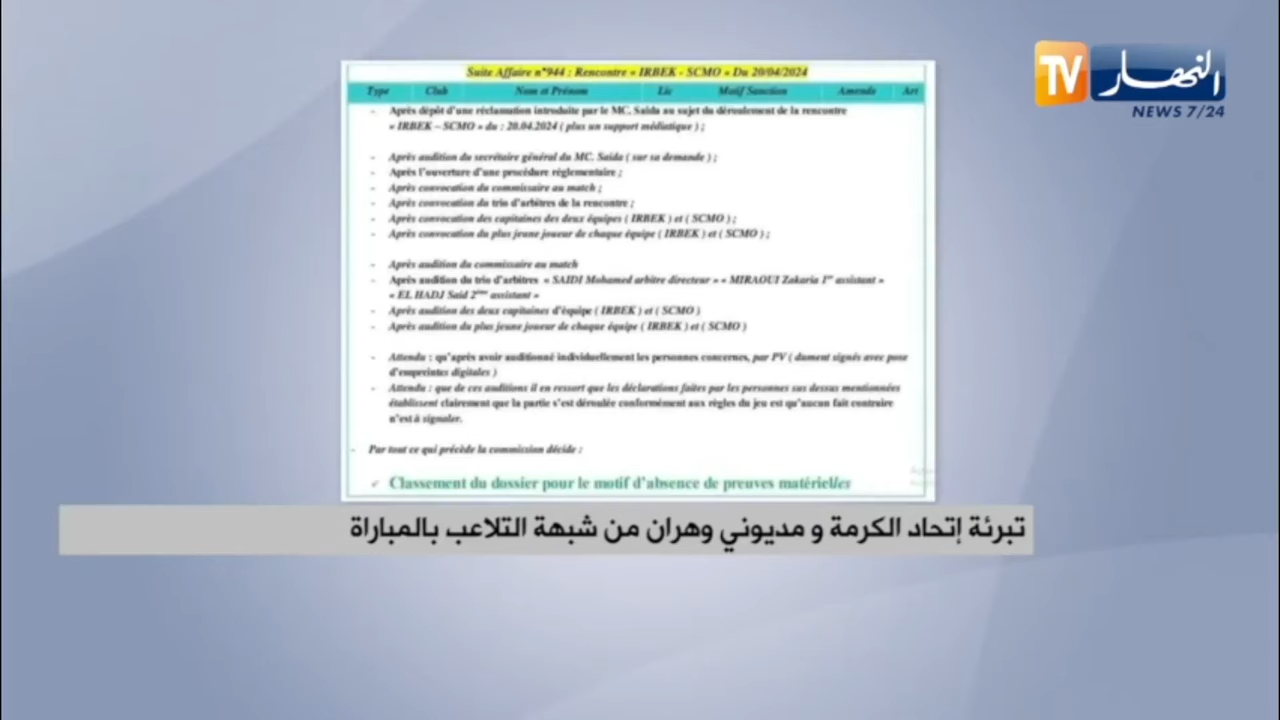 Suite Affaire n°944 : Rencontre « IRBEK - SCMO » Du 20/04/2024
TV النهار
NEWS 7/24
Type Club Nom et Prénom Lic Motif Sanction Amende Art
- Après dépôt d'une réclamation introduite par le MC. Saida au sujet du déroulement de la rencontre
« IRBEK – SCMO » du : 20.04.2024 ( plus un support médiatique ) ;
- Après audition du secrétaire général du MC. Saida ( sur sa demande ) ;
- Après l'ouverture d'une procédure réglementaire ;
- Après convocation du commissaire au match ;
- Après convocation du trio d'arbitres de la rencontre ;
- Après convocation des capitaines des deux équipes ( IRBEK ) et ( SCMO ) ;
- Après convocation du plus jeune joueur de chaque équipe ( IRBEK ) et ( SCMO ) ;
- Après audition du commissaire au match
- Après audition du trio d'arbitres « SAIDI Mohamed arbitre directeur » « MIRAOUI Zakaria 1er assistant »
« EL HADJ Said 2ème assistant »
- Après audition des deux capitaines d'équipe ( IRBEK ) et ( SCMO )
- Après audition du plus jeune joueur de chaque équipe ( IRBEK ) et ( SCMO )
- Attendu : qu'après avoir auditionné individuellement les personnes concernes, par PV ( dument signés avec pose
d'empreintes digitales )
- Attendu : que de ces auditions il en ressort que les déclarations faites par les personnes sus dessus mentionnées
établissent clairement que la partie s'est déroulée conformément aux règles du jeu est qu'aucun fait contraire
n'est à signaler.
- Par tout ce qui précède la commission décide :
✓ Classement du dossier pour le motif d'absence de preuves matériel/es
تبرئة إتحاد الكرمة و مديوني وهران من شبهة التلاعب بالمباراة